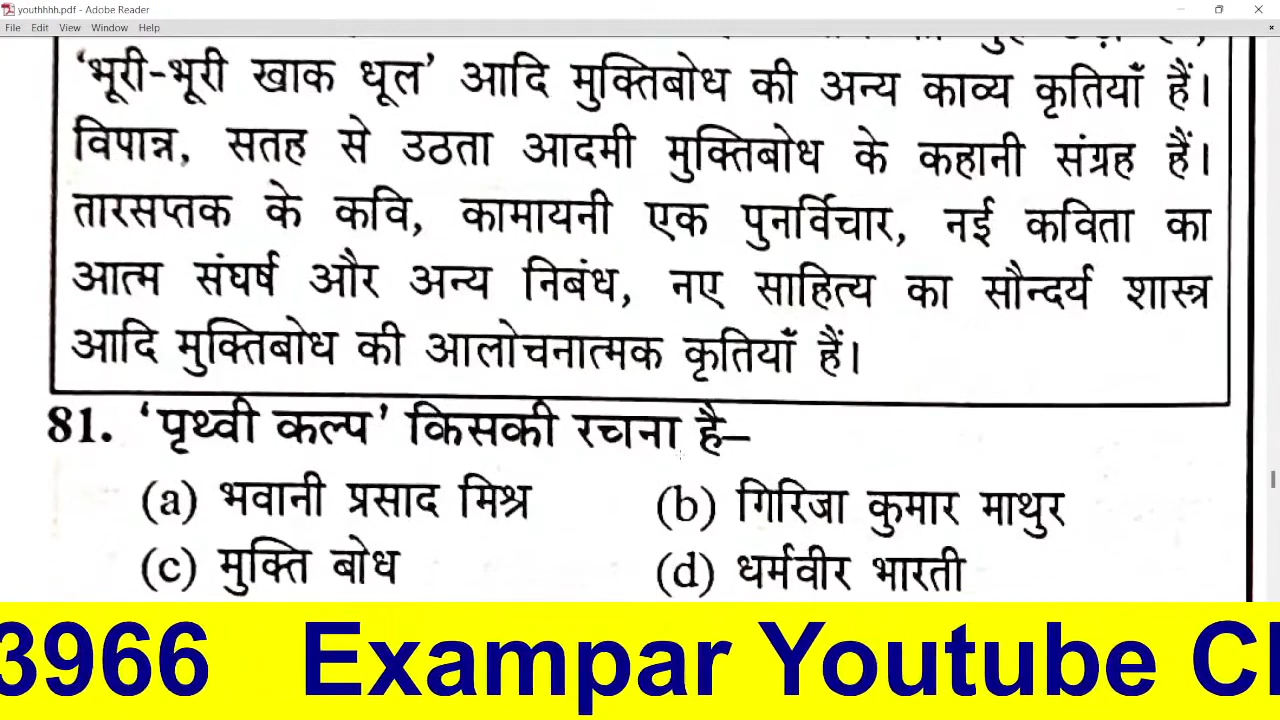 youthhhh.pdf - Adobe Reader
File Edit View Window Help
‘भूरी-भूरी खाक धूल’ आदि मुक्तिबोध की अन्य काव्य कृतियाँ हैं।
विपान्न, सतह से उठता आदमी मुक्तिबोध के कहानी संग्रह हैं।
तारसप्तक के कवि, कामायनी एक पुनर्विचार, नई कविता का
आत्म संघर्ष और अन्य निबंध, नए साहित्य का सौन्दर्य शास्त्र
आदि मुक्तिबोध की आलोचनात्मक कृतियाँ हैं।
81. ‘पृथ्वी कल्प’ किसकी रचना है–
(a) भवानी प्रसाद मिश्र (b) गिरिजा कुमार माथुर
(c) मुक्ति बोध (d) धर्मवीर भारती
3966 Exampar Youtube Cl